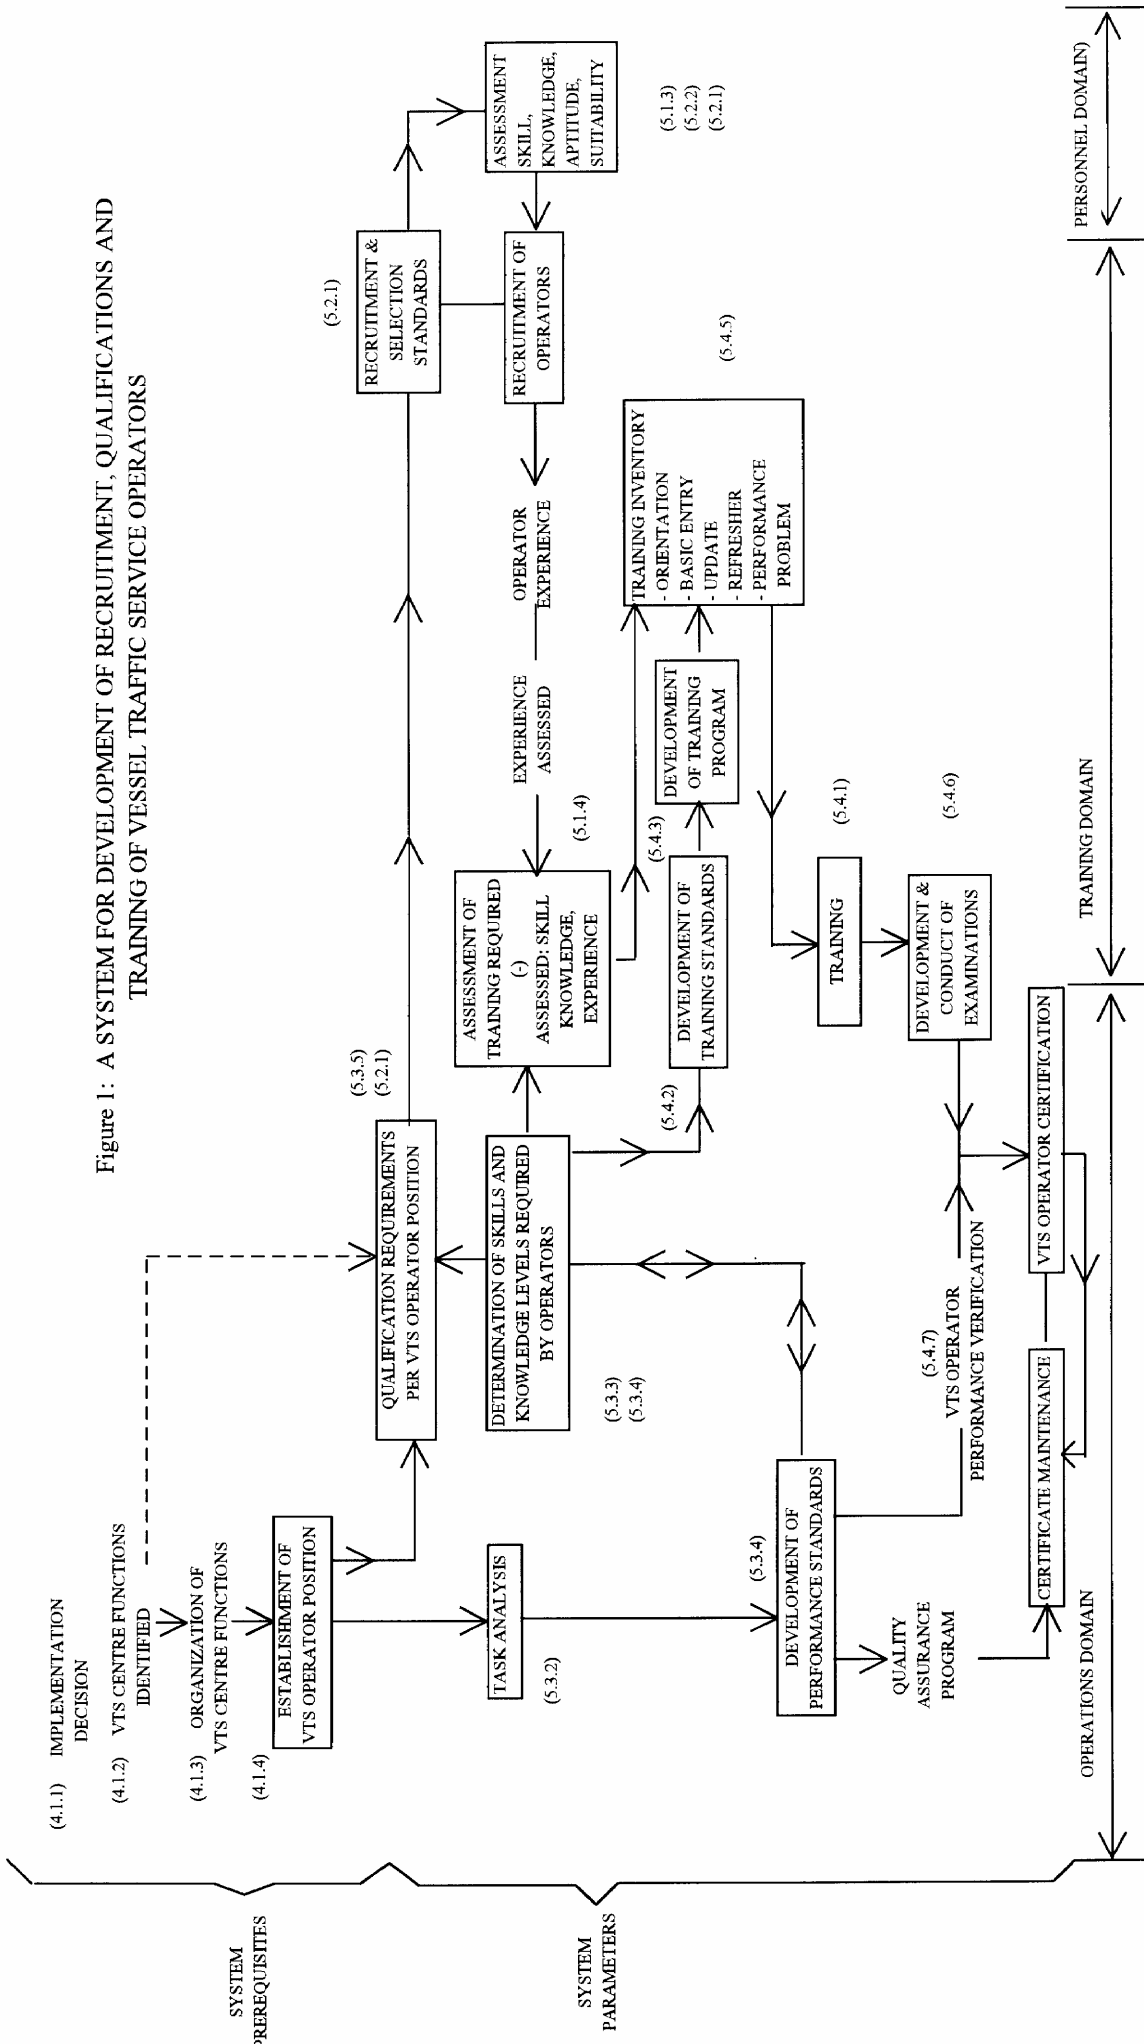 Figure 1: A SYSTEM FOR DEVELOPMENT OF RECRUITMENT, QUALIFICATIONS AND
TRAINING OF VESSEL TRAFFIC SERVICE OPERATORS
SYSTEM
PREREQUISITES
SYSTEM
PARAMETERS
(4.1.1) IMPLEMENTATION
DECISION
(4.1.2) VTS CENTRE FUNCTIONS
IDENTIFIED
(4.1.3) ORGANIZATION OF
VTS CENTRE FUNCTIONS
(4.1.4)
ESTABLISHMENT OF
VTS OPERATOR POSITION
TASK ANALYSIS
(5.3.2)
(5.3.4)
DEVELOPMENT OF
PERFORMANCE STANDARDS
QUALITY
ASSURANCE
PROGRAM
(5.3.5)
(5.2.1)
QUALIFICATION REQUIREMENTS
PER VTS OPERATOR POSITION
DETERMINATION OF SKILLS AND
KNOWLEDGE LEVELS REQUIRED
BY OPERATORS
(5.3.3)
(5.3.4)
(5.4.7)
VTS OPERATOR
PERFORMANCE VERIFICATION
CERTIFICATE MAINTENANCE
VTS OPERATOR CERTIFICATION
ASSESSMENT OF
TRAINING REQUIRED
(-)
ASSESSED: SKILL
KNOWLEDGE,
EXPERIENCE
(5.1.4)
(5.4.2)
DEVELOPMENT OF
TRAINING STANDARDS
(5.4.3)
DEVELOPMENT
OF TRAINING
PROGRAM
TRAINING
(5.4.1)
DEVELOPMENT &
CONDUCT OF
EXAMINATIONS
(5.4.6)
EXPERIENCE
ASSESSED
OPERATOR
EXPERIENCE
TRAINING INVENTORY
- ORIENTATION
- BASIC ENTRY
- UPDATE
- REFRESHER
- PERFORMANCE
PROBLEM
(5.4.5)
(5.2.1)
RECRUITMENT &
SELECTION
STANDARDS
RECRUITMENT OF
OPERATORS
ASSESSMENT
SKILL,
KNOWLEDGE,
APTITUDE,
SUITABILITY
(5.1.3)
(5.2.2)
(5.2.1)
OPERATIONS DOMAIN
TRAINING DOMAIN
PERSONNEL DOMAIN)